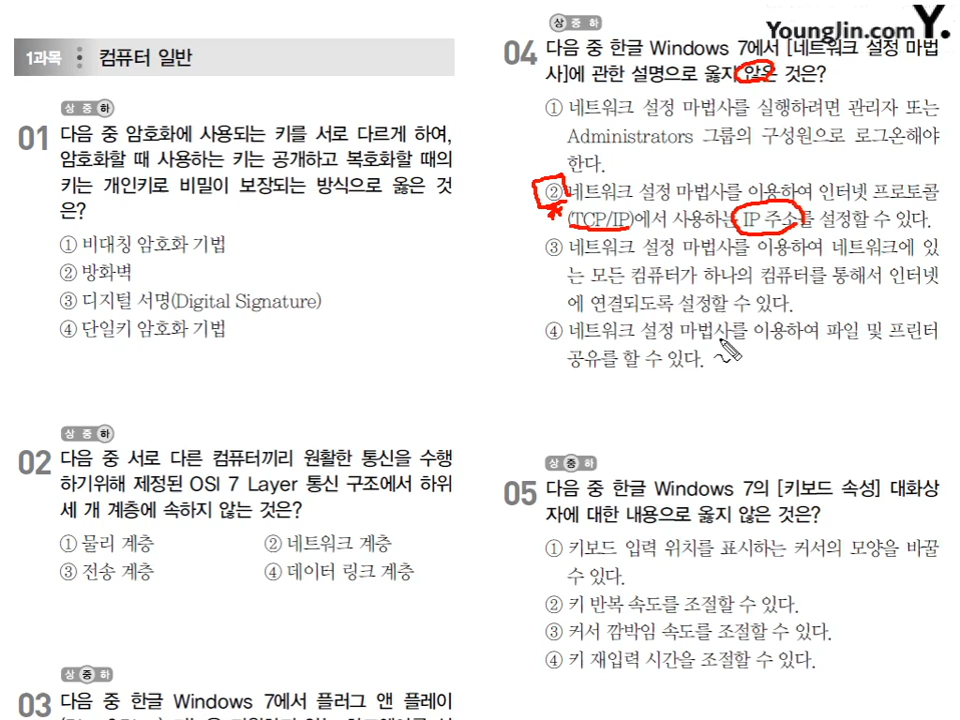 YoungJin.com Y.
1과목 컴퓨터 일반
상 중 하
01 다음 중 암호화에 사용되는 키를 서로 다르게 하여,
암호화할 때 사용하는 키는 공개하고 복호화할 때의
키는 개인키로 비밀이 보장되는 방식으로 옳은 것
은?
① 비대칭 암호화 기법
② 방화벽
③ 디지털 서명(Digital Signature)
④ 단일키 암호화 기법
상 중 하
02 다음 중 서로 다른 컴퓨터끼리 원활한 통신을 수행
하기위해 제정된 OSI 7 Layer 통신 구조에서 하위
세 개 계층에 속하지 않는 것은?
① 물리 계층 ② 네트워크 계층
③ 전송 계층 ④ 데이터 링크 계층
상 중 하
03 다음 중 한글 Windows 7에서 플러그 앤 플레이
상 중 하
04 다음 중 한글 Windows 7에서 [네트워크 설정 마법
사]에 관한 설명으로 옳지 않은 것은?
① 네트워크 설정 마법사를 실행하려면 관리자 또는
Administrators 그룹의 구성원으로 로그온해야
한다.
② 네트워크 설정 마법사를 이용하여 인터넷 프로토콜
(TCP/IP)에서 사용하는 IP 주소를 설정할 수 있다.
③ 네트워크 설정 마법사를 이용하여 네트워크에 있
는 모든 컴퓨터가 하나의 컴퓨터를 통해서 인터넷
에 연결되도록 설정할 수 있다.
④ 네트워크 설정 마법사를 이용하여 파일 및 프린터
공유를 할 수 있다.
상 중 하
05 다음 중 한글 Windows 7의 [키보드 속성] 대화상
자에 대한 내용으로 옳지 않은 것은?
① 키보드 입력 위치를 표시하는 커서의 모양을 바꿀
수 있다.
② 키 반복 속도를 조절할 수 있다.
③ 커서 깜박임 속도를 조절할 수 있다.
④ 키 재입력 시간을 조절할 수 있다.